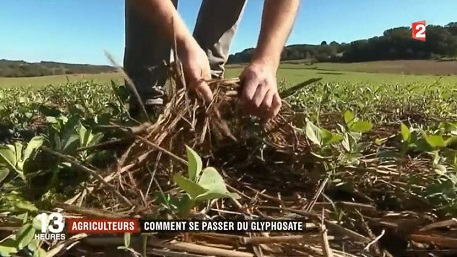 2
13 HEURES
AGRICULTEURS COMMENT SE PASSER DU GLYPHOSATE